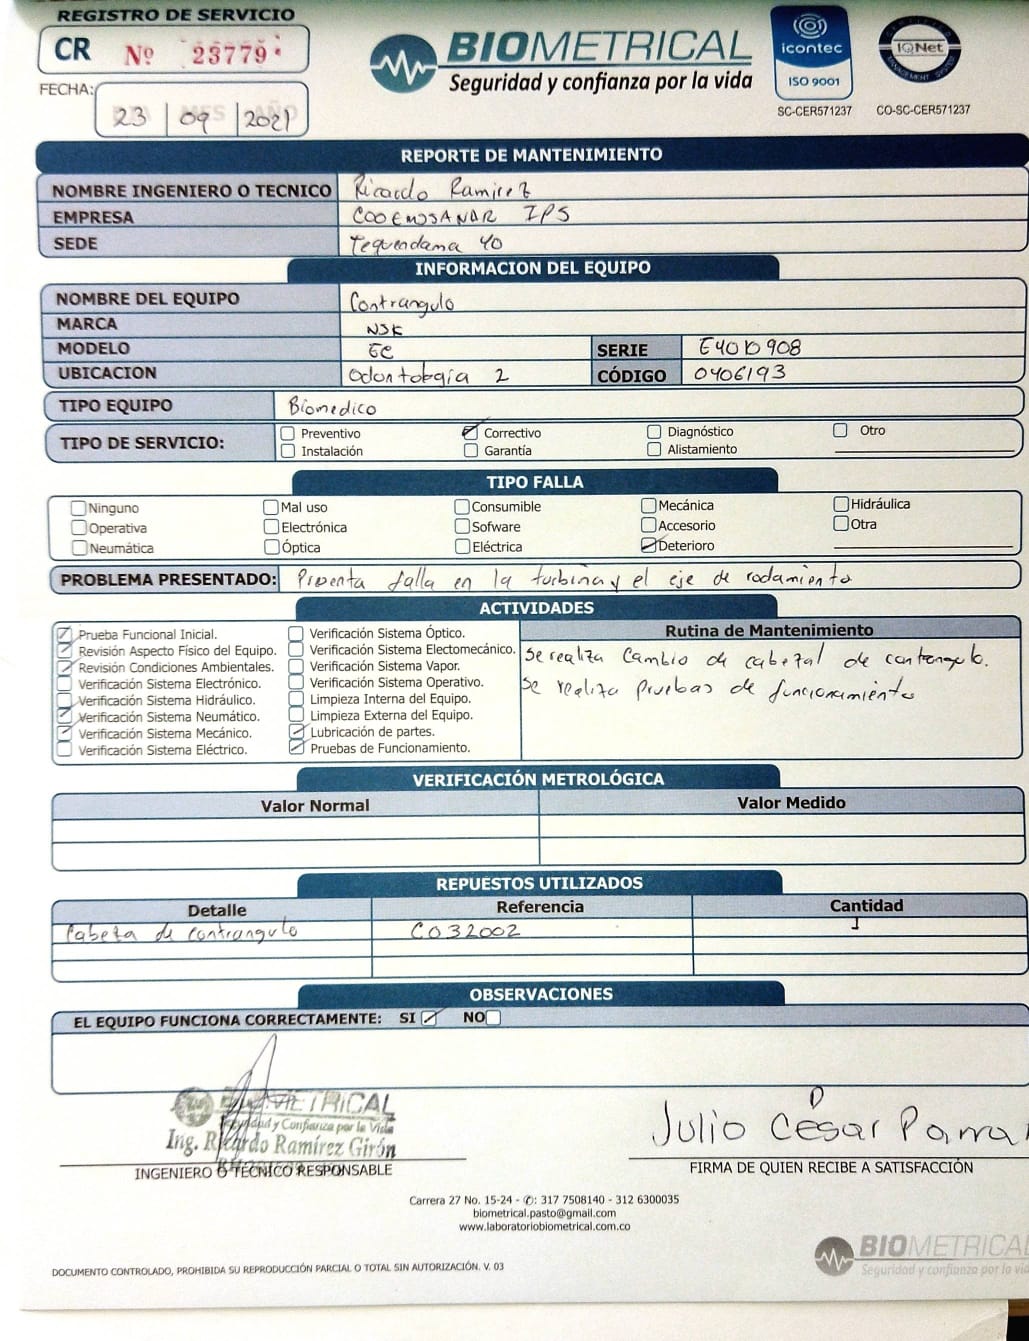 REGISTRO DE SERVICIO
CR Nº 23779
BIOMETRICAL
Seguridad y confianza por la vida
icontec
ISO 9001
SC-CER571237
IQNet
CO-SC-CER571237
FECHA:
23 | 09 | 2021
REPORTE DE MANTENIMIENTO
NOMBRE INGENIERO O TECNICO Ricardo Ramirez
EMPRESA COOEMSSANAR IPS
SEDE Tequendama 40
INFORMACION DEL EQUIPO
NOMBRE DEL EQUIPO Contrangulo
MARCA NSK
MODELO EC SERIE E4010908
UBICACION Odontologia 2 CÓDIGO 0406193
TIPO EQUIPO Biomedico
TIPO DE SERVICIO: Preventivo Correctivo Diagnóstico Otro
Instalación Garantía Alistamiento
TIPO FALLA
Ninguno Mal uso Consumible Mecánica Hidráulica
Operativa Electrónica Sofware Accesorio Otra
Neumática Óptica Eléctrica Deterioro
PROBLEMA PRESENTADO: Presenta falla en la turbina y el eje de rodamiento
ACTIVIDADES
Prueba Funcional Inicial. Verificación Sistema Óptico. Rutina de Mantenimiento
Revisión Aspecto Físico del Equipo. Verificación Sistema Electomecánico.
Revisión Condiciones Ambientales. Verificación Sistema Vapor.
Verificación Sistema Electrónico. Verificación Sistema Operativo.
Verificación Sistema Hidráulico. Limpieza Interna del Equipo.
Verificación Sistema Neumático. Limpieza Externa del Equipo.
Verificación Sistema Mecánico. Lubricación de partes.
Verificación Sistema Eléctrico. Pruebas de Funcionamiento.
Se realiza cambio de cabezal de contrangulo.
Se realiza pruebas de funcionamiento
VERIFICACIÓN METROLÓGICA
Valor Normal Valor Medido
REPUESTOS UTILIZADOS
Detalle Referencia Cantidad
Cabeza de contrangulo C032002 1
OBSERVACIONES
EL EQUIPO FUNCIONA CORRECTAMENTE: SI NO
BIOMETRICAL
Seguridad y Confianza por la Vida
Ing. Ricardo Ramírez Girón
INGENIERO O TECNICO RESPONSABLE
Julio César Parra
FIRMA DE QUIEN RECIBE A SATISFACCIÓN
Carrera 27 No. 15-24 - ✆: 317 7508140 - 312 6300035
biometrical.pasto@gmail.com
www.laboratoriobiometrical.com.co
BIOMETRICAL
Seguridad y confianza por la vida
DOCUMENTO CONTROLADO, PROHIBIDA SU REPRODUCCIÓN PARCIAL O TOTAL SIN AUTORIZACIÓN. V. 03